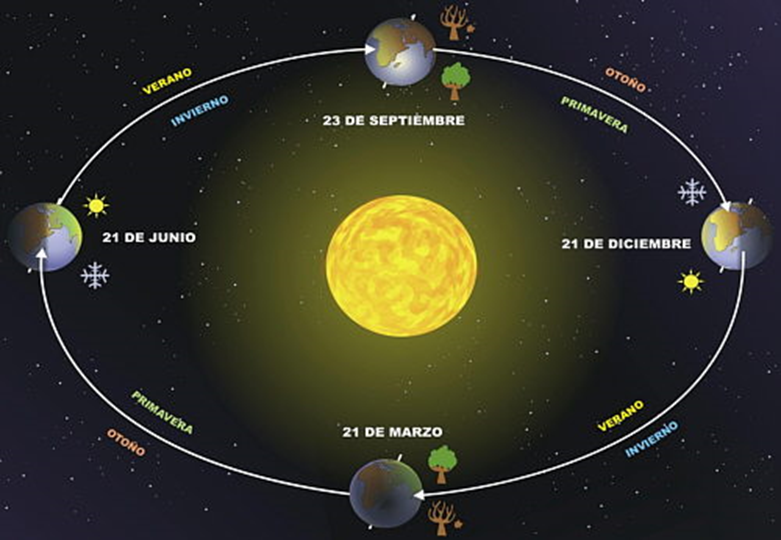 VERANO
INVIERNO
OTOÑO
PRIMAVERA
23 DE SEPTIEMBRE
21 DE JUNIO
21 DE DICIEMBRE
PRIMAVERA
OTOÑO
VERANO
INVIERNO
21 DE MARZO